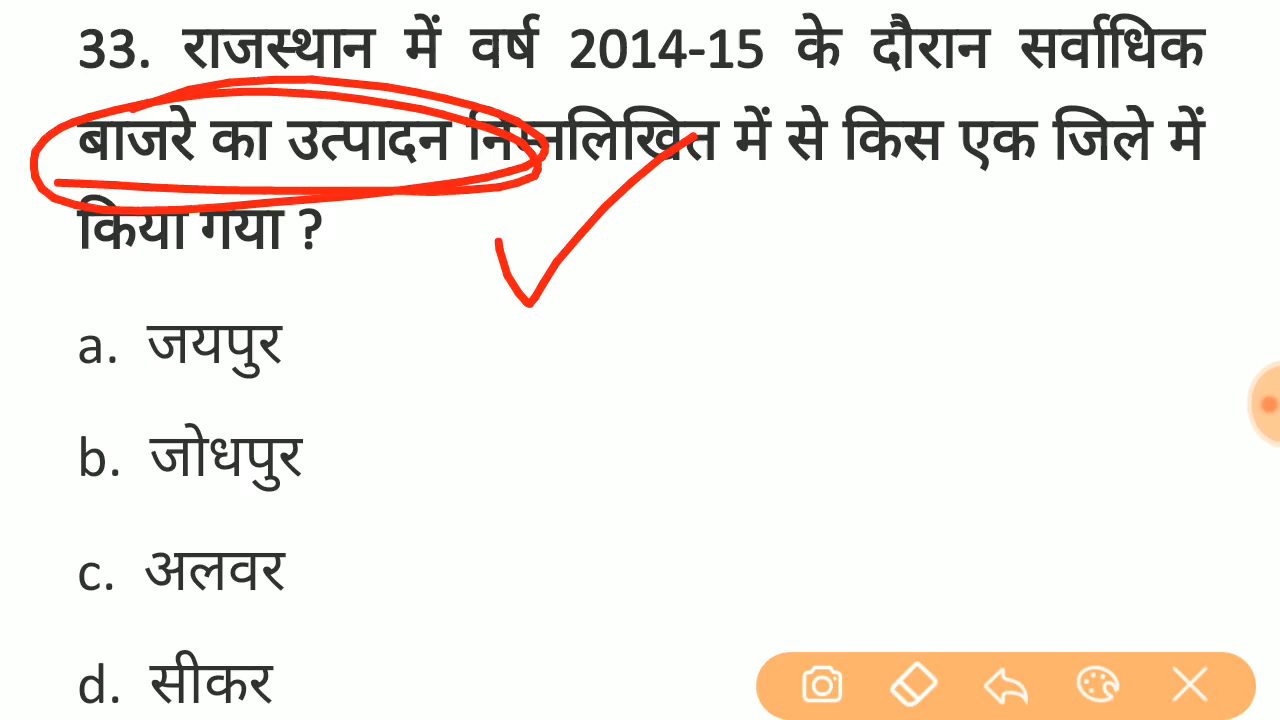 33. राजस्थान में वर्ष 2014-15 के दौरान सर्वाधिक
बाजरे का उत्पादन निम्नलिखित में से किस एक जिले में
किया गया ?
a. जयपुर
b. जोधपुर
c. अलवर
d. सीकर